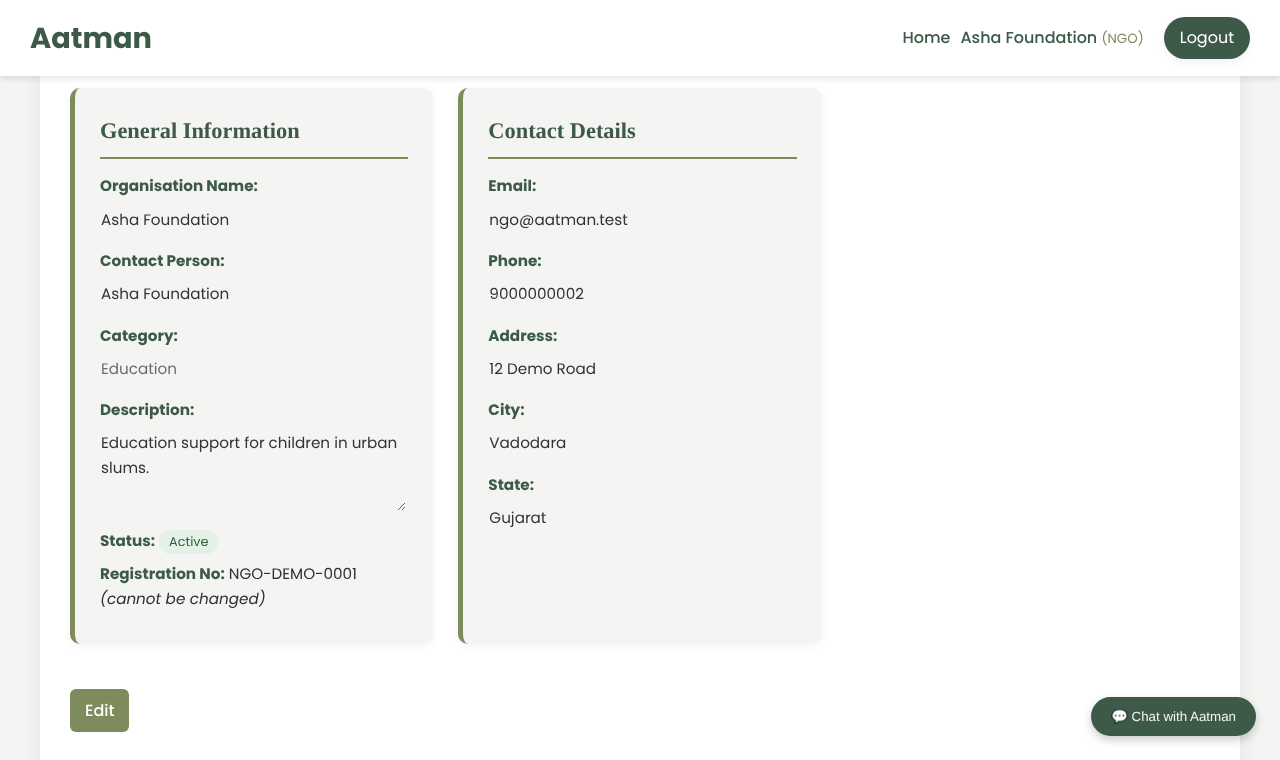 Aatman
Home Asha Foundation (NGO) Logout
General Information
Organisation Name:
Asha Foundation
Contact Person:
Asha Foundation
Category:
Education
Description:
Education support for children in urban
slums.
Status: Active
Registration No: NGO-DEMO-0001
(cannot be changed)
Contact Details
Email:
ngo@aatman.test
Phone:
9000000002
Address:
12 Demo Road
City:
Vadodara
State:
Gujarat
Edit
💬 Chat with Aatman